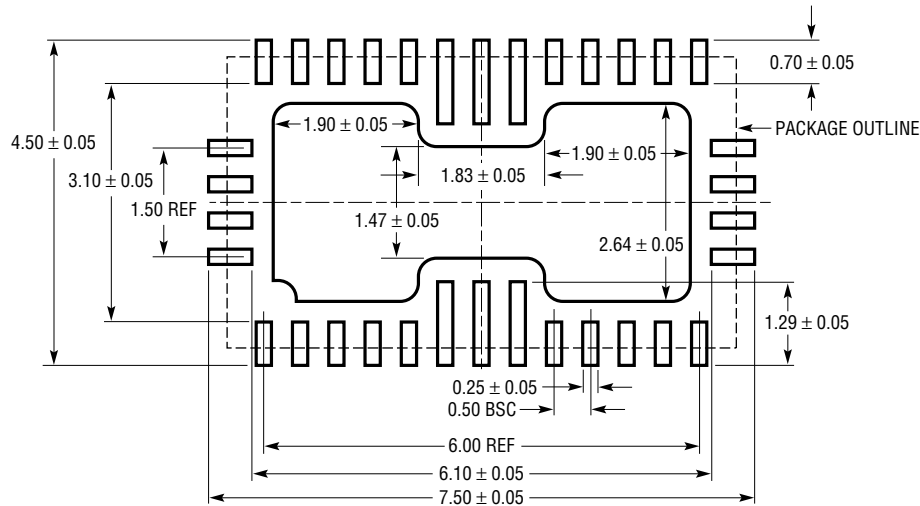 0.70 ± 0.05
PACKAGE OUTLINE
1.90 ± 0.05
4.50 ± 0.05
1.90 ± 0.05
3.10 ± 0.05
1.83 ± 0.05
1.50 REF
1.47 ± 0.05
2.64 ± 0.05
1.29 ± 0.05
0.25 ± 0.05
0.50 BSC
6.00 REF
6.10 ± 0.05
7.50 ± 0.05